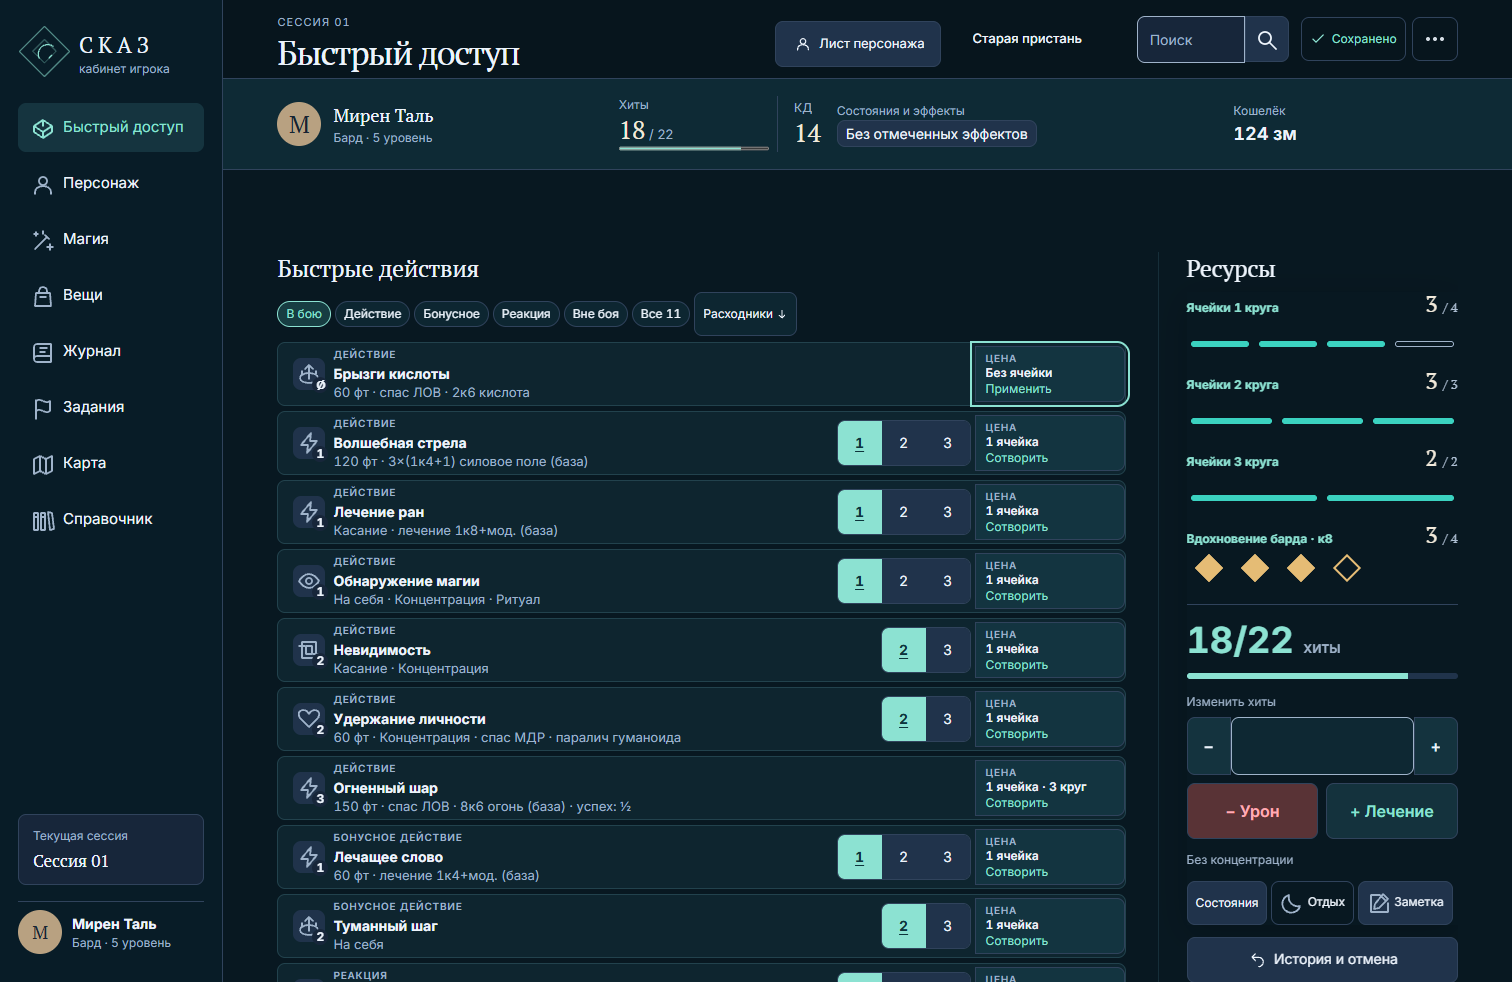 СКАЗ
кабинет игрока
Быстрый доступ
Персонаж
Магия
Вещи
Журнал
Задания
Карта
Справочник
Текущая сессия
Сессия 01
М
Мирен Таль
Бард · 5 уровень
СЕССИЯ 01
Быстрый доступ
Лист персонажа
Старая пристань
Поиск
Сохранено
М
Мирен Таль
Бард · 5 уровень
Хиты
18 / 22
КД
14
Состояния и эффекты
Без отмеченных эффектов
Кошелёк
124 зм
Быстрые действия
В бою
Действие
Бонусное
Реакция
Вне боя
Все 11
Расходники ↓
ДЕЙСТВИЕ
Брызги кислоты
60 фт · спас ЛОВ · 2к6 кислота
ø
ЦЕНА
Без ячейки
Применить
ДЕЙСТВИЕ
Волшебная стрела
120 фт · 3×(1к4+1) силовое поле (база)
1
1 2 3
ЦЕНА
1 ячейка
Сотворить
ДЕЙСТВИЕ
Лечение ран
Касание · лечение 1к8+мод. (база)
1
1 2 3
ЦЕНА
1 ячейка
Сотворить
ДЕЙСТВИЕ
Обнаружение магии
На себя · Концентрация · Ритуал
1
1 2 3
ЦЕНА
1 ячейка
Сотворить
ДЕЙСТВИЕ
Невидимость
Касание · Концентрация
2
2 3
ЦЕНА
1 ячейка
Сотворить
ДЕЙСТВИЕ
Удержание личности
60 фт · Концентрация · спас МДР · паралич гуманоида
2
2 3
ЦЕНА
1 ячейка
Сотворить
ДЕЙСТВИЕ
Огненный шар
150 фт · спас ЛОВ · 8к6 огонь (база) · успех: ½
3
ЦЕНА
1 ячейка · 3 круг
Сотворить
БОНУСНОЕ ДЕЙСТВИЕ
Лечащее слово
60 фт · лечение 1к4+мод. (база)
1
1 2 3
ЦЕНА
1 ячейка
Сотворить
БОНУСНОЕ ДЕЙСТВИЕ
Туманный шаг
На себя
2
2 3
ЦЕНА
1 ячейка
Сотворить
РЕАКЦИЯ
ЦЕНА
Ресурсы
Ячейки 1 круга
3 / 4
Ячейки 2 круга
3 / 3
Ячейки 3 круга
2 / 2
Вдохновение барда · к8
3 / 4
18/22 хиты
Изменить хиты
− +
− Урон
+ Лечение
Без концентрации
Состояния
Отдых
Заметка
История и отмена